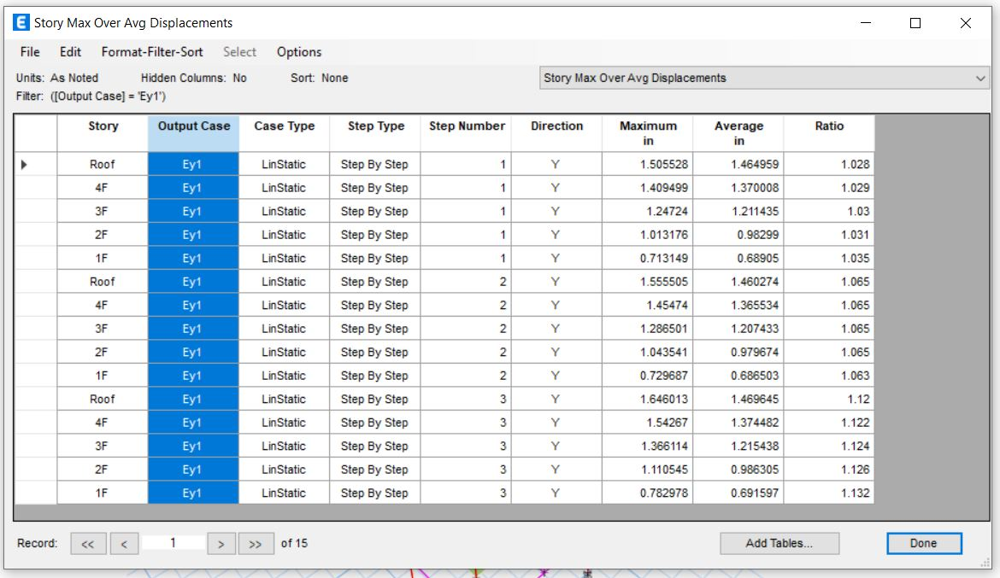 E Story Max Over Avg Displacements
File Edit Format-Filter-Sort Select Options
Units: As Noted Hidden Columns: No Sort: None Story Max Over Avg Displacements
Filter: ([Output Case] = 'Ey1')
Story Output Case Case Type Step Type Step Number Direction Maximum Average Ratio
in in
Roof Ey1 LinStatic Step By Step 1 Y 1.505528 1.464959 1.028
4F Ey1 LinStatic Step By Step 1 Y 1.409499 1.370008 1.029
3F Ey1 LinStatic Step By Step 1 Y 1.24724 1.211435 1.03
2F Ey1 LinStatic Step By Step 1 Y 1.013176 0.98299 1.031
1F Ey1 LinStatic Step By Step 1 Y 0.713149 0.68905 1.035
Roof Ey1 LinStatic Step By Step 2 Y 1.555505 1.460274 1.065
4F Ey1 LinStatic Step By Step 2 Y 1.45474 1.365534 1.065
3F Ey1 LinStatic Step By Step 2 Y 1.286501 1.207433 1.065
2F Ey1 LinStatic Step By Step 2 Y 1.043541 0.979674 1.065
1F Ey1 LinStatic Step By Step 2 Y 0.729687 0.686503 1.063
Roof Ey1 LinStatic Step By Step 3 Y 1.646013 1.469645 1.12
4F Ey1 LinStatic Step By Step 3 Y 1.54267 1.374482 1.122
3F Ey1 LinStatic Step By Step 3 Y 1.366114 1.215438 1.124
2F Ey1 LinStatic Step By Step 3 Y 1.110545 0.986305 1.126
1F Ey1 LinStatic Step By Step 3 Y 0.782978 0.691597 1.132
Record: << < 1 > >> of 15 Add Tables... Done